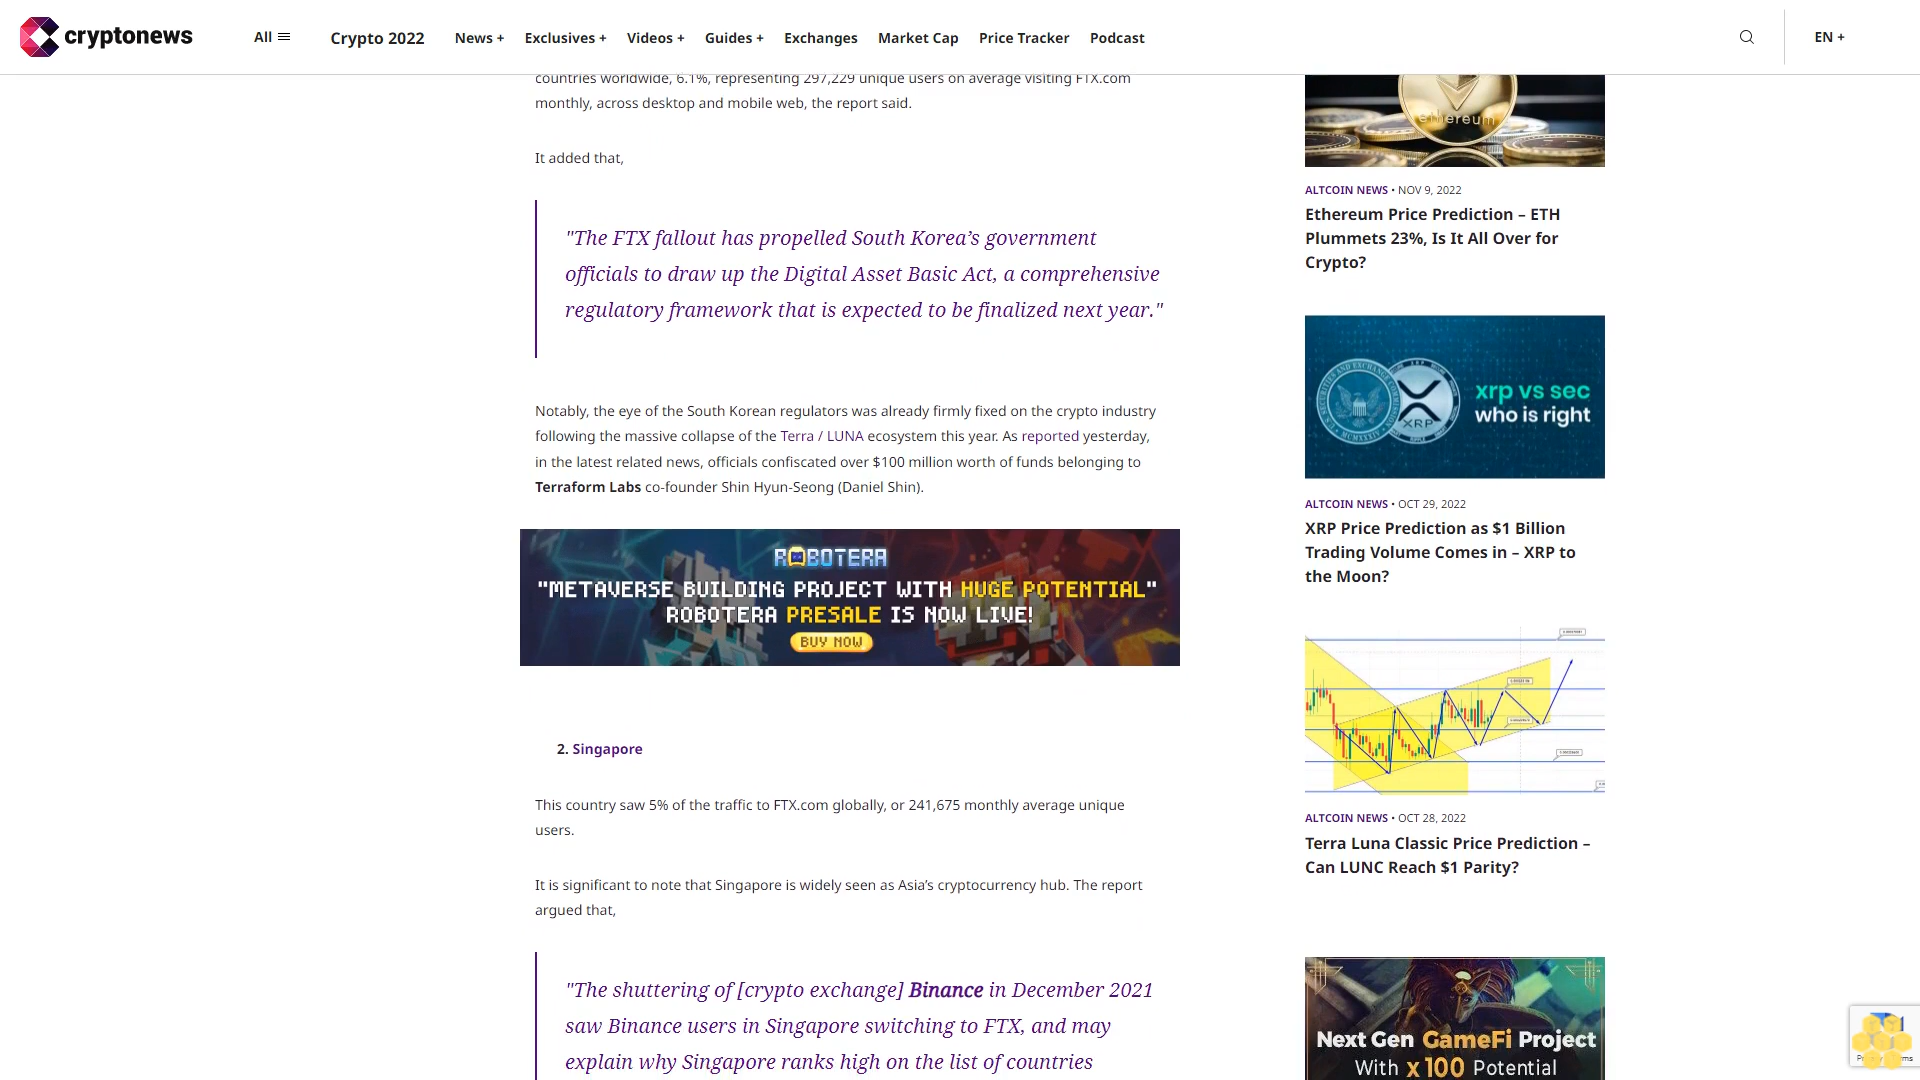 cryptonews
All
Crypto 2022
News +
Exclusives +
Videos +
Guides +
Exchanges
Market Cap
Price Tracker
Podcast
EN +
countries worldwide, 6.1%, representing 297,229 unique users on average visiting FTX.com
monthly, across desktop and mobile web, the report said.
It added that,
"The FTX fallout has propelled South Korea’s government
officials to draw up the Digital Asset Basic Act, a comprehensive
regulatory framework that is expected to be finalized next year."
Notably, the eye of the South Korean regulators was already firmly fixed on the crypto industry
following the massive collapse of the Terra / LUNA ecosystem this year. As reported yesterday,
in the latest related news, officials confiscated over $100 million worth of funds belonging to
Terraform Labs co-founder Shin Hyun-Seong (Daniel Shin).
ROBOTERA
"METAVERSE BUILDING PROJECT WITH HUGE POTENTIAL"
ROBOTERA PRESALE IS NOW LIVE!
BUY NOW
2. Singapore
This country saw 5% of the traffic to FTX.com globally, or 241,675 monthly average unique
users.
It is significant to note that Singapore is widely seen as Asia’s cryptocurrency hub. The report
argued that,
"The shuttering of [crypto exchange] Binance in December 2021
saw Binance users in Singapore switching to FTX, and may
explain why Singapore ranks high on the list of countries
ethereum
ALTCOIN NEWS • NOV 9, 2022
Ethereum Price Prediction – ETH
Plummets 23%, Is It All Over for
Crypto?
XRP
xrp vs sec
who is right
ALTCOIN NEWS • OCT 29, 2022
XRP Price Prediction as $1 Billion
Trading Volume Comes in – XRP to
the Moon?
ALTCOIN NEWS • OCT 28, 2022
Terra Luna Classic Price Prediction –
Can LUNC Reach $1 Parity?
Next Gen GameFi Project
With x100 Potential